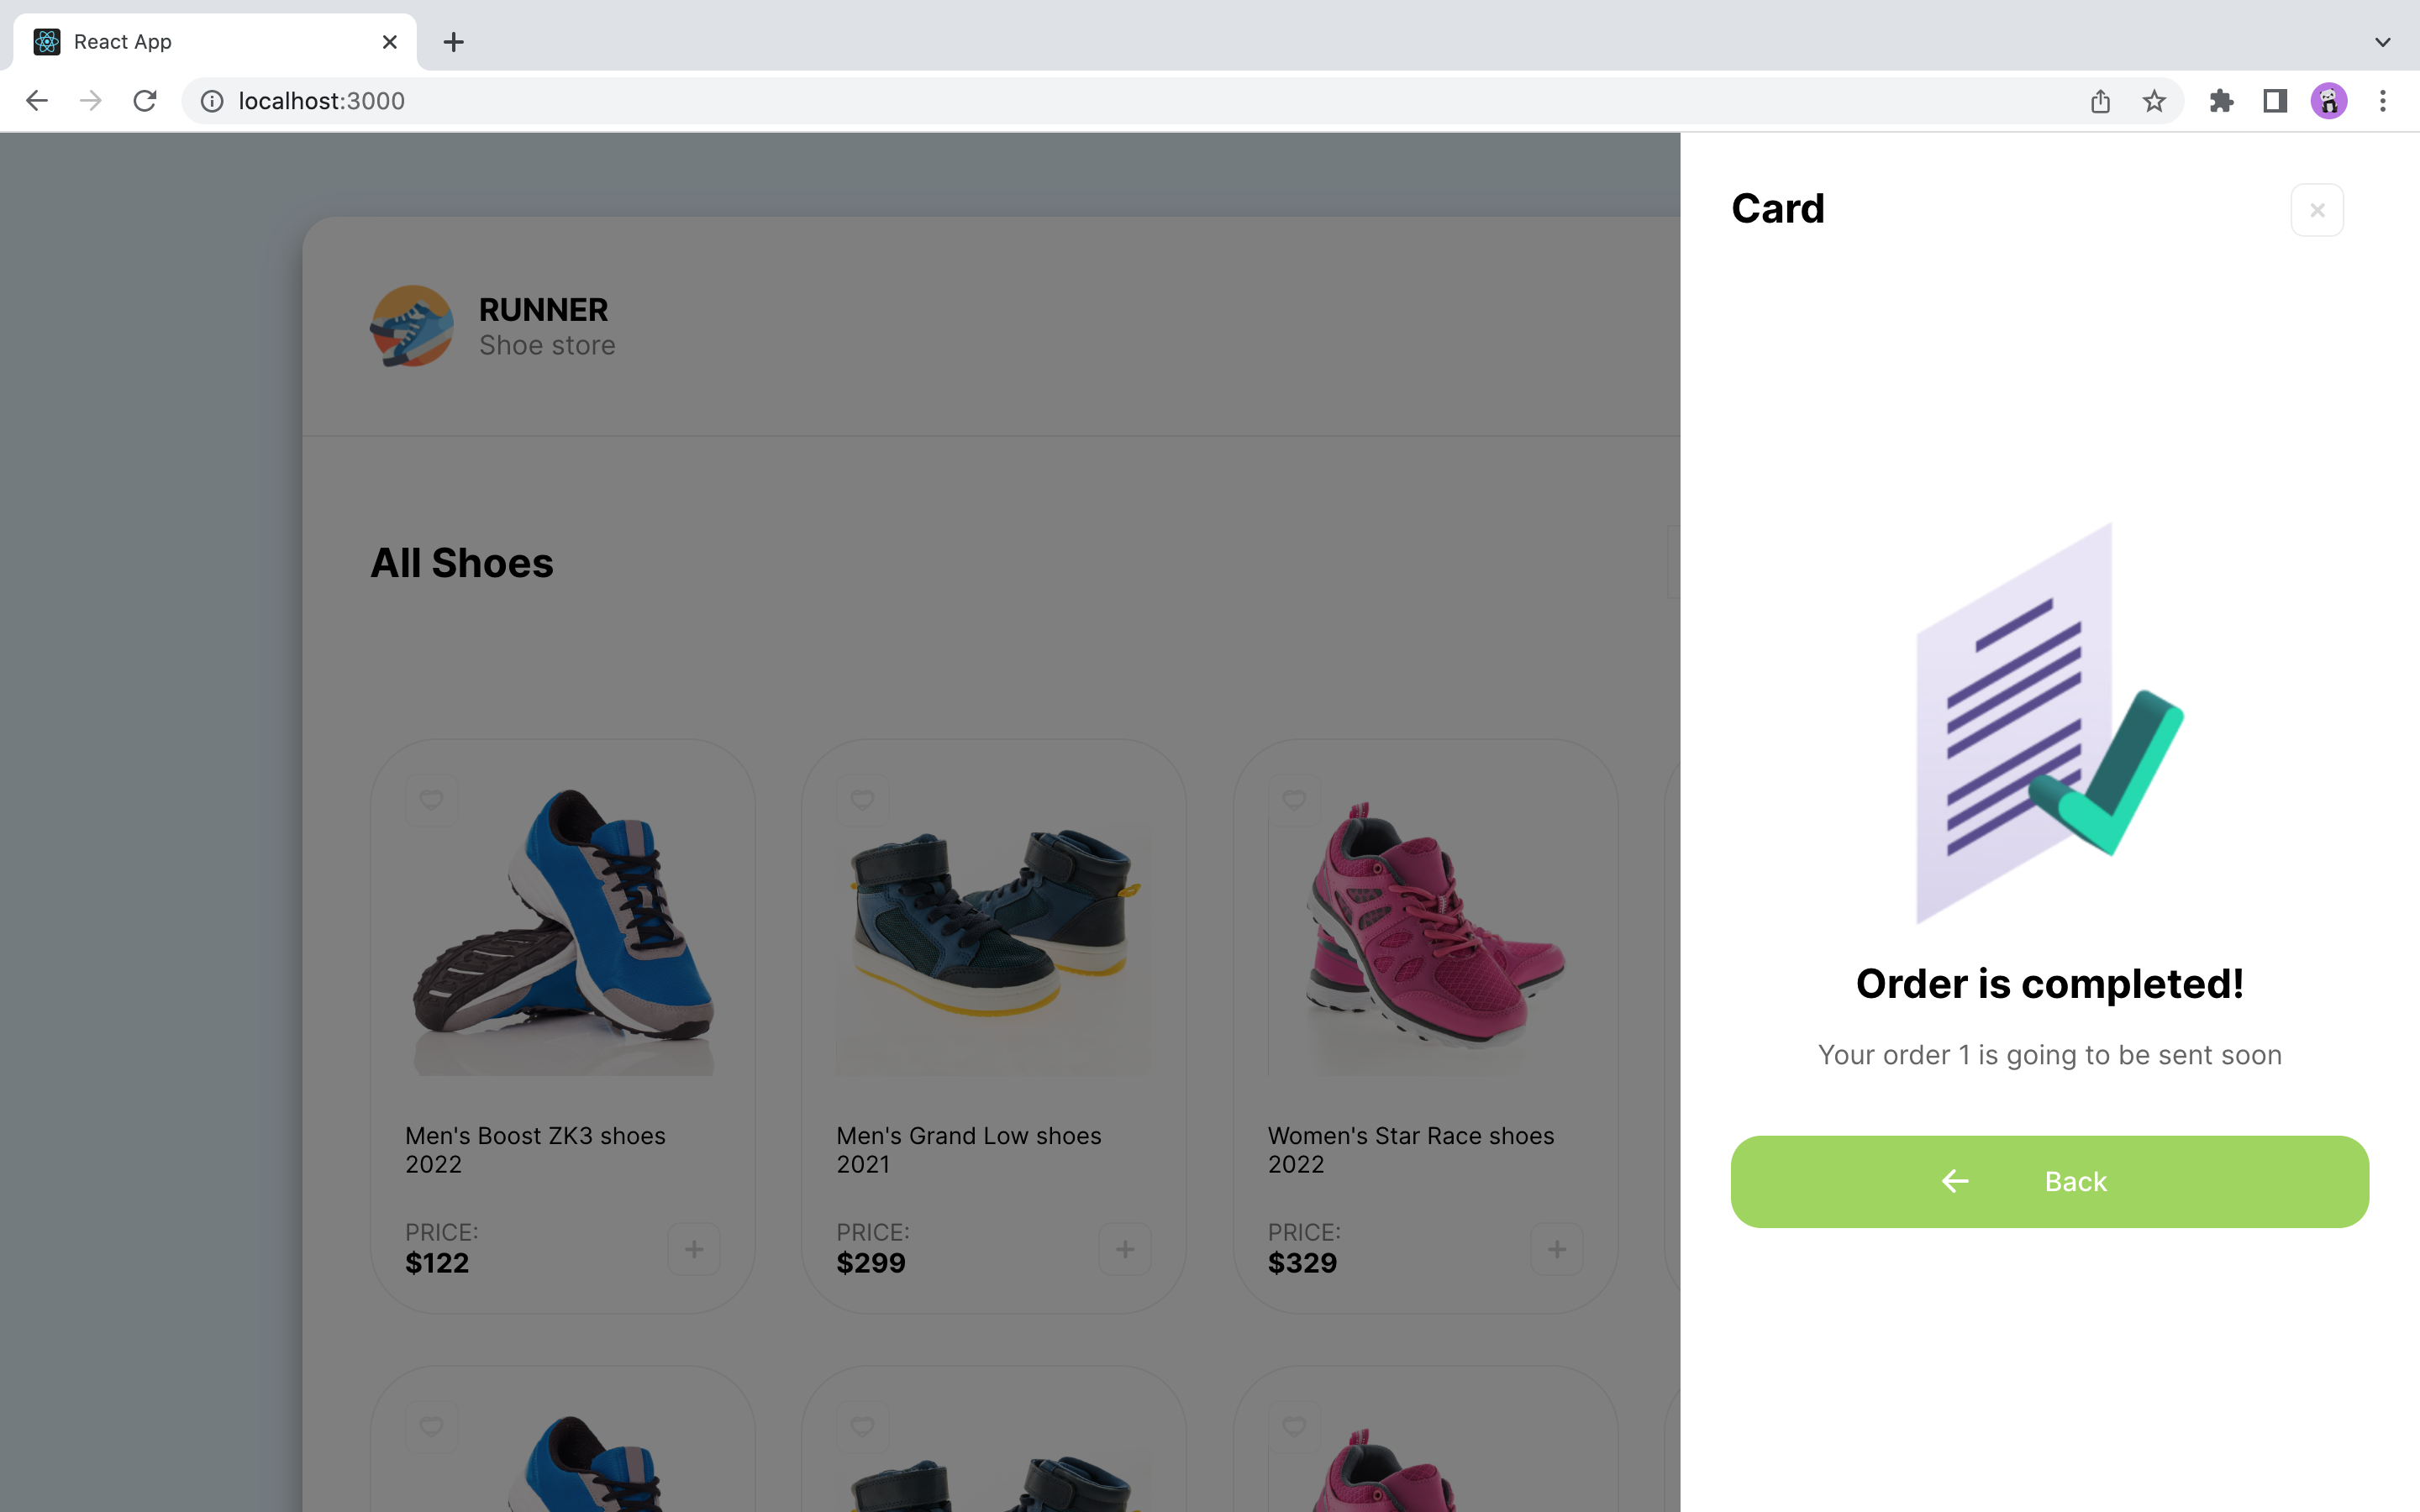 React App
localhost:3000
RUNNER
Shoe store
All Shoes
Men's Boost ZK3 shoes
2022
PRICE:
$122
Men's Grand Low shoes
2021
PRICE:
$299
Women's Star Race shoes
2022
PRICE:
$329
Card
Order is completed!
Your order 1 is going to be sent soon
Back